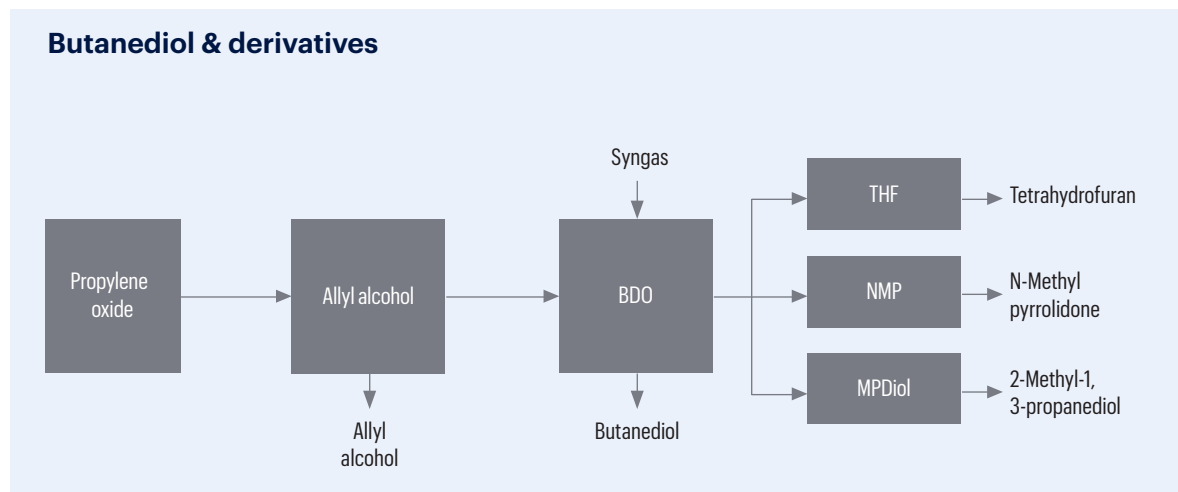 Butanediol & derivatives
Syngas
Propylene
oxide
Allyl alcohol
BDO
THF
Tetrahydrofuran
NMP
N-Methyl
pyrrolidone
MPDiol
2-Methyl-1,
3-propanediol
Allyl
alcohol
Butanediol